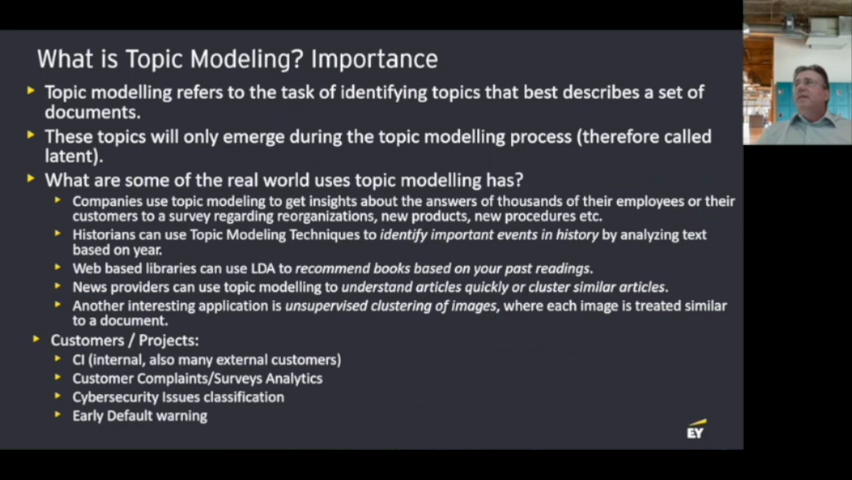 What is Topic Modeling? Importance
Topic modelling refers to the task of identifying topics that best describes a set of
documents.
These topics will only emerge during the topic modelling process (therefore called
latent).
What are some of the real world uses topic modelling has?
Companies use topic modeling to get insights about the answers of thousands of their employees or their
customers to a survey regarding reorganizations, new products, new procedures etc.
Historians can use Topic Modeling Techniques to identify important events in history by analyzing text
based on year.
Web based libraries can use LDA to recommend books based on your past readings.
News providers can use topic modelling to understand articles quickly or cluster similar articles.
Another interesting application is unsupervised clustering of images, where each image is treated similar
to a document.
Customers / Projects:
CI (internal, also many external customers)
Customer Complaints/Surveys Analytics
Cybersecurity Issues classification
Early Default warning
EY